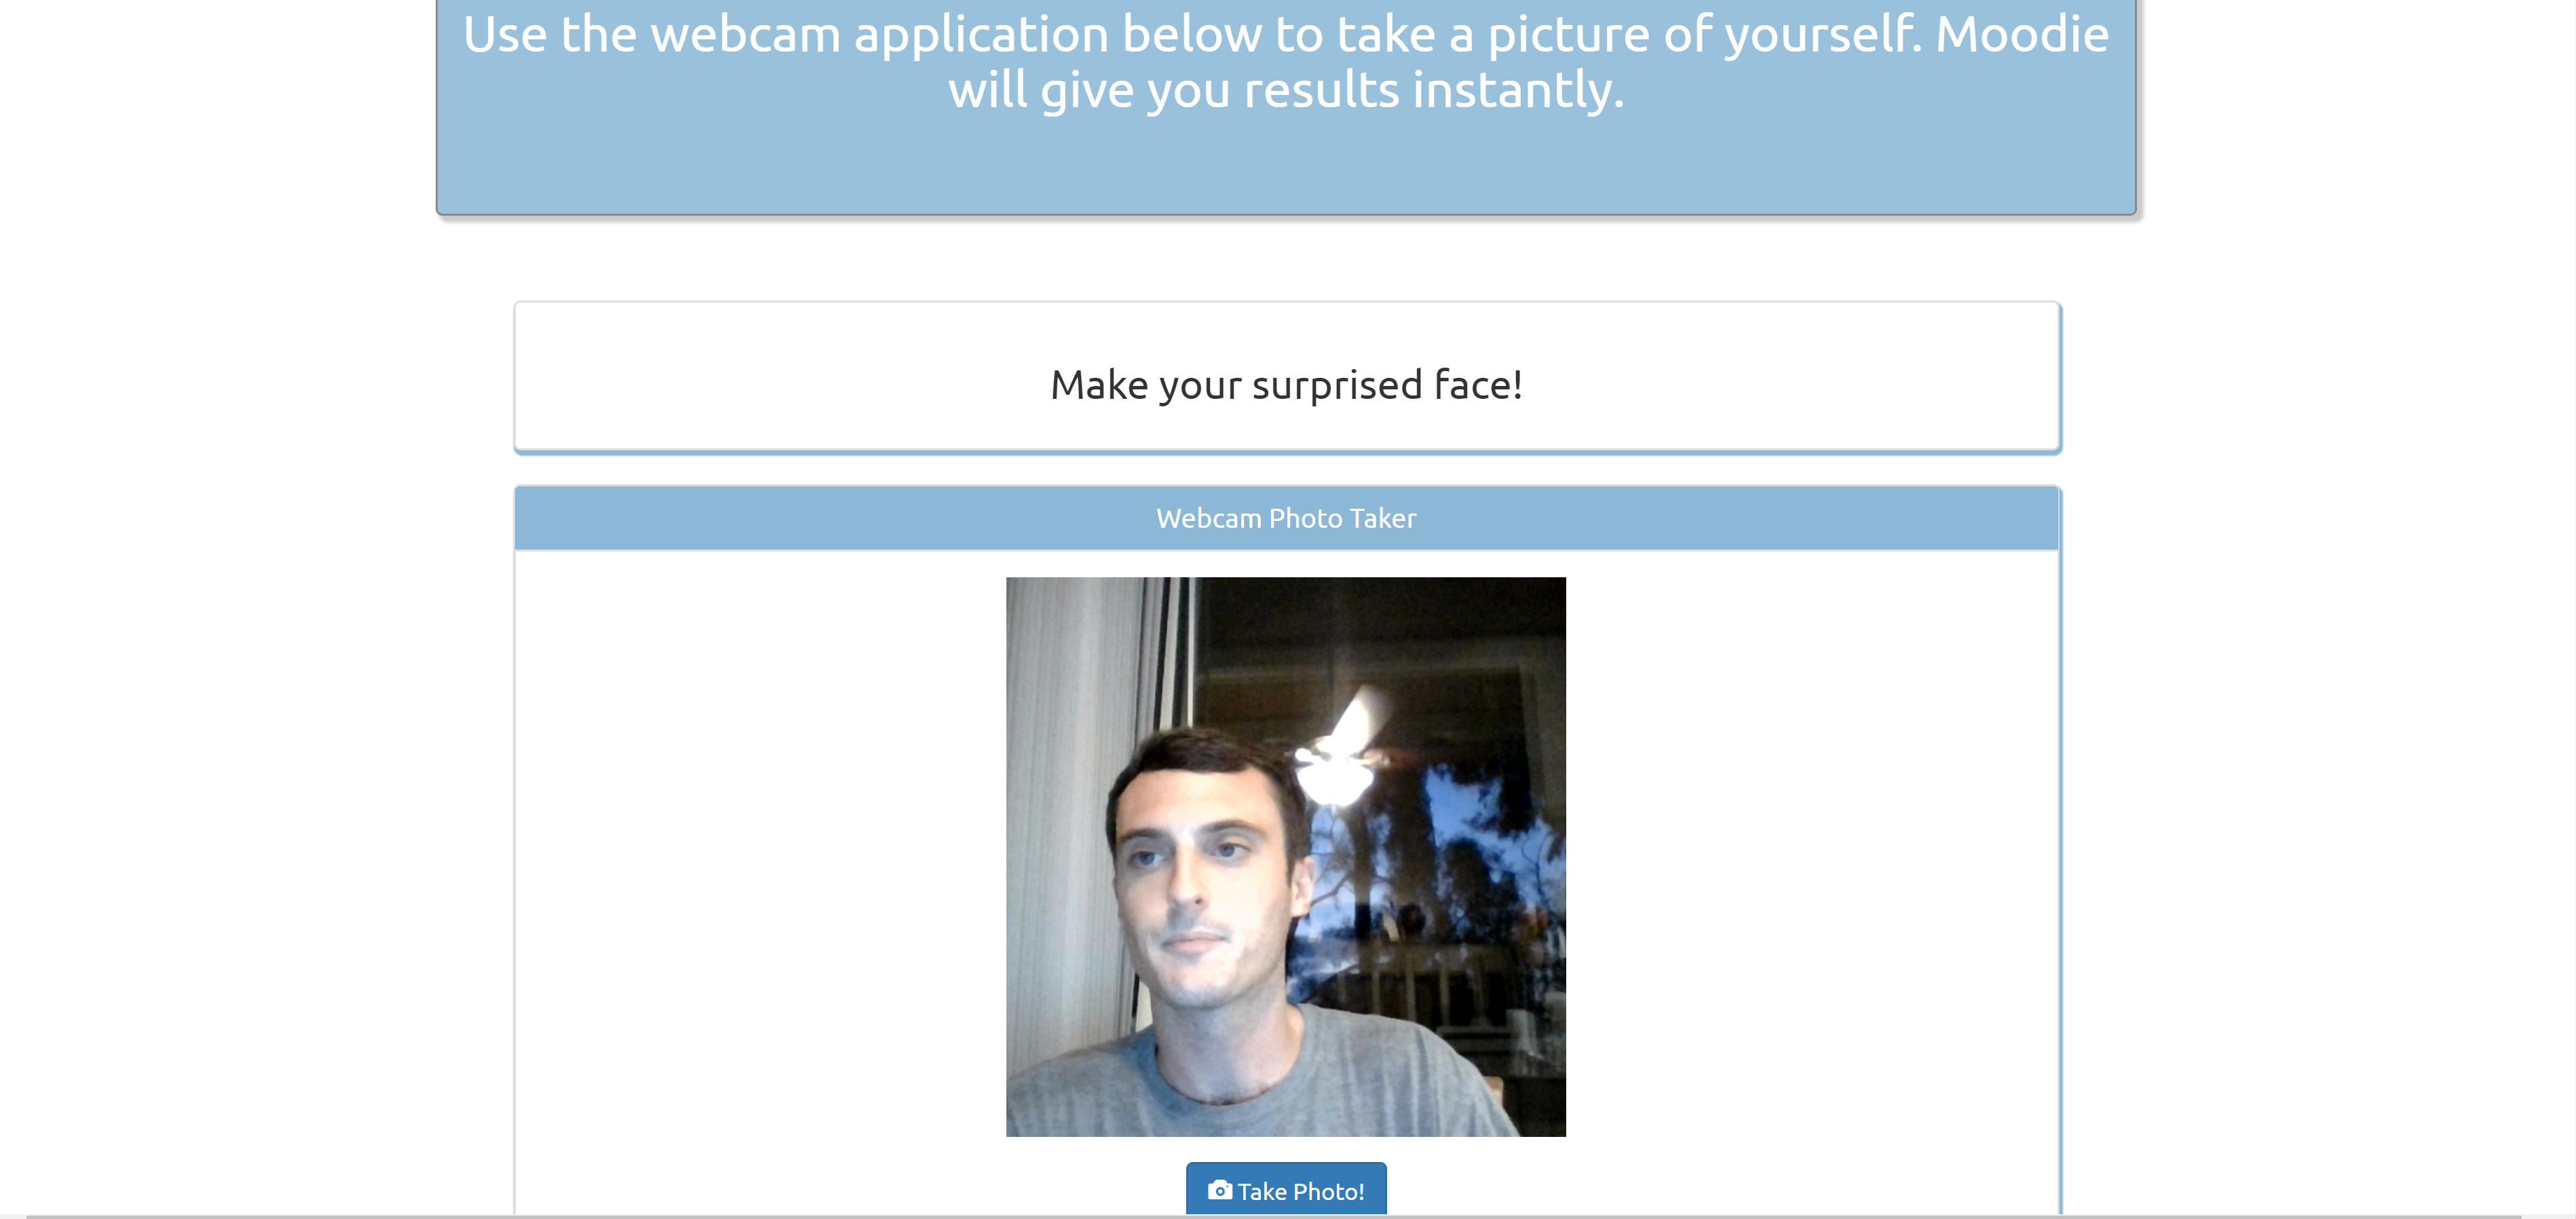 Use the webcam application below to take a picture of yourself. Moodie
will give you results instantly.
Make your surprised face!
Webcam Photo Taker
Take Photo!